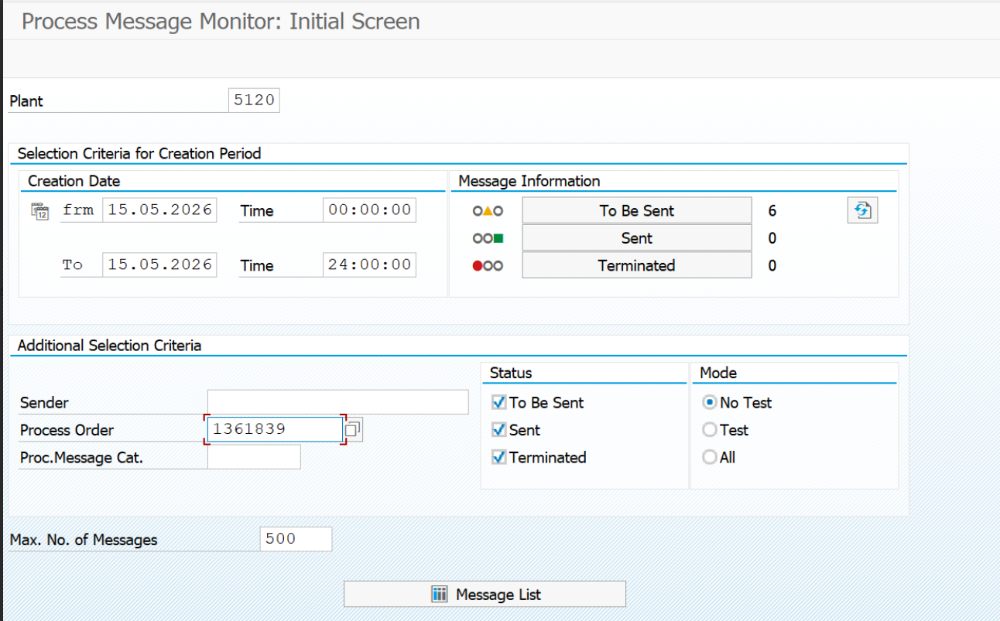 Process Message Monitor: Initial Screen
Plant 5120
Selection Criteria for Creation Period
Creation Date
Message Information
frm 15.05.2026 Time 00:00:00
To Be Sent 6
Sent 0
To 15.05.2026 Time 24:00:00
Terminated 0
Additional Selection Criteria
Status
Mode
Sender
To Be Sent
No Test
Process Order 1361839
Sent
Test
Proc.Message Cat.
Terminated
All
Max. No. of Messages 500
Message List